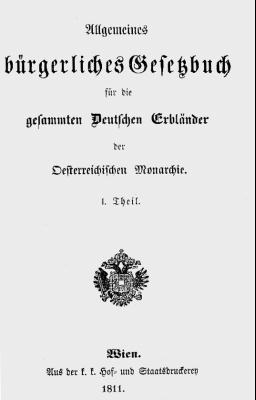 Allgemeines
bürgerliches Gesetzbuch
für die
gesammten Deutschen Erbländer
der
Oesterreichischen Monarchie.
I. Theil.
Wien.
Aus der k. k. Hof- und Staatsdruckerey
1811.